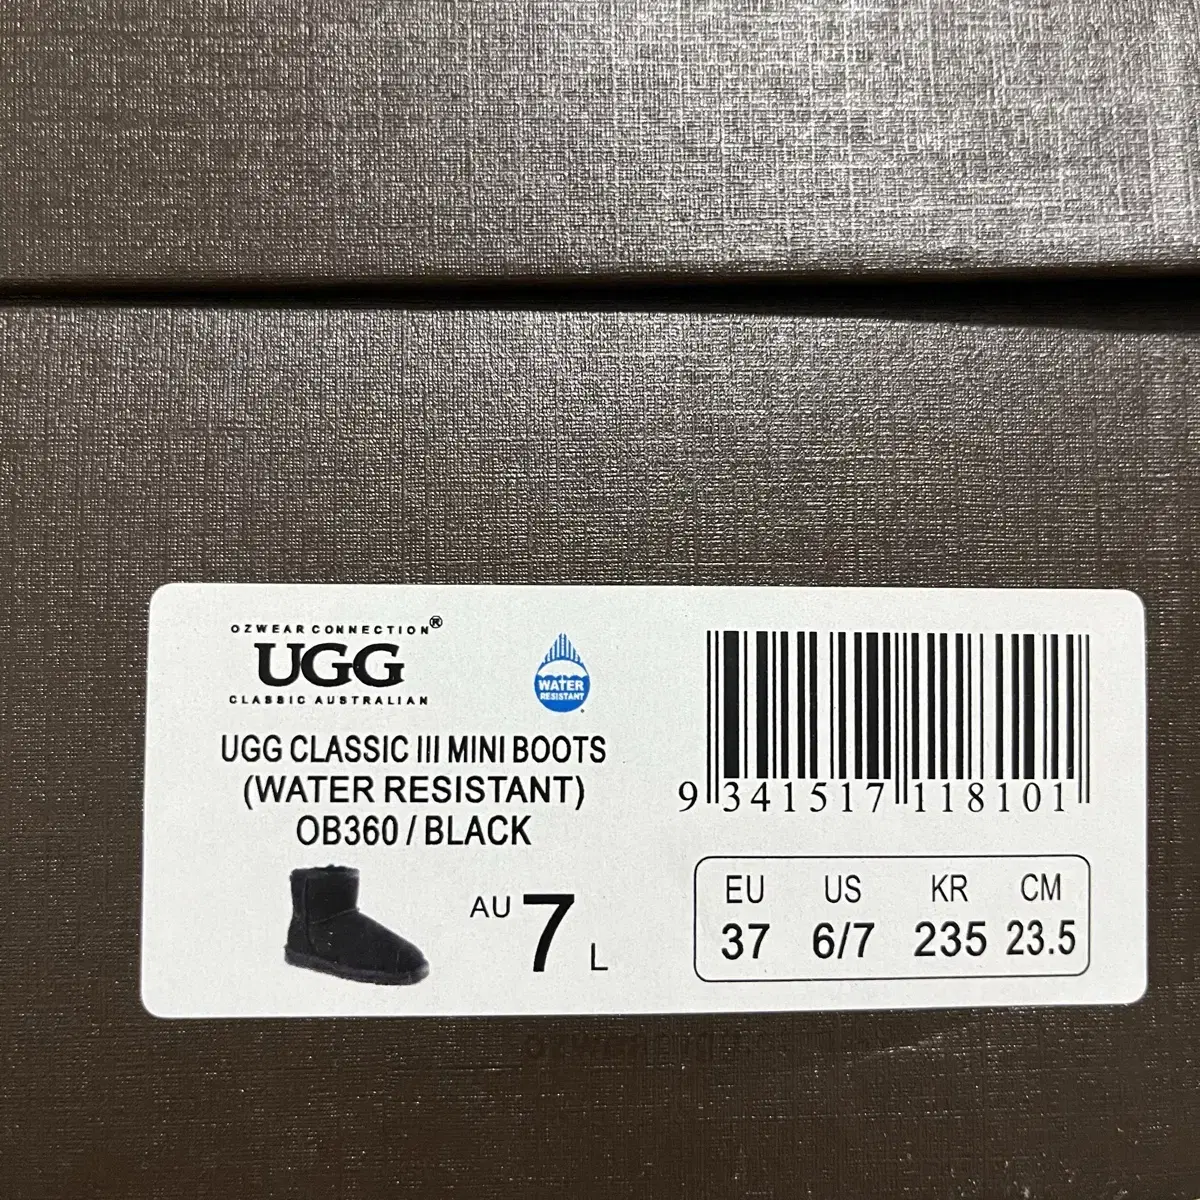 OZWEAR CONNECTION®
UGG
CLASSIC AUSTRALIAN
WATER
RESISTANT
UGG CLASSIC III MINI BOOTS
(WATER RESISTANT)
OB360 / BLACK
AU 7 L
9 341517 118101
EU US KR CM
37 6/7 235 23.5